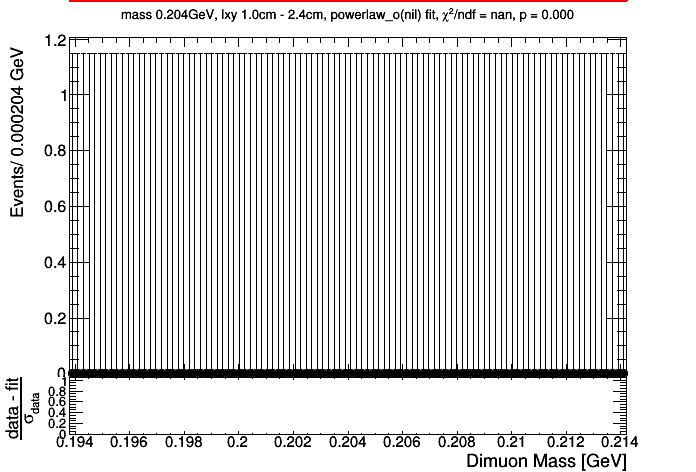 mass 0.204GeV, lxy 1.0cm - 2.4cm, powerlaw_o(nil) fit, χ²/ndf = nan, p = 0.000
Events/ 0.000204 GeV
1.2
1
0.8
0.6
0.4
0.2
0
data - fit
σdata
1
0.8
0.6
0.4
0.2
0
0.194 0.196 0.198 0.2 0.202 0.204 0.206 0.208 0.21 0.212 0.214
Dimuon Mass [GeV]